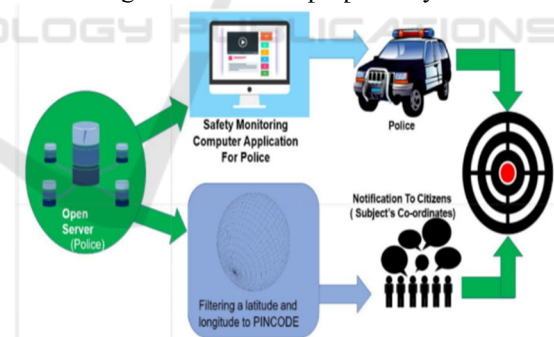 Safety Monitoring
Computer Application
For Police
Police
Open
Server
(Police)
Notification To Citizens
( Subject's Co-ordinates)
Filtering a latitude and
longitude to PINCODE